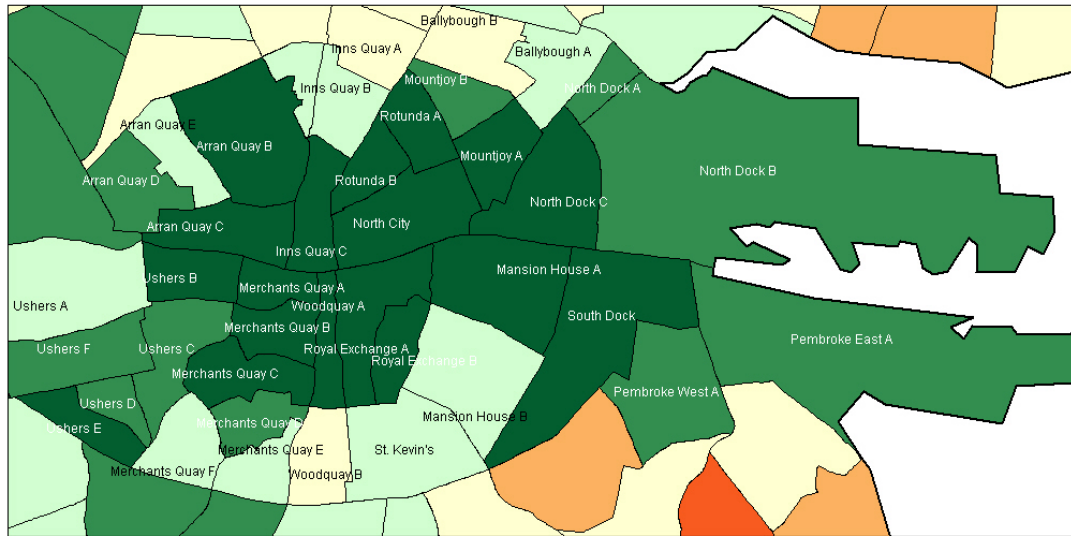 Ballybough B
Inns Quay A
Ballybough A
Mountjoy B
North Dock A
Inns Quay B
Rotunda A
Arran Quay E
Arran Quay B
Mountjoy A
North Dock B
Arran Quay D
Rotunda B
North Dock C
North City
Arran Quay C
Inns Quay C
Mansion House A
Ushers B
Merchants Quay A
Ushers A
Woodquay A
South Dock
Merchants Quay B
Pembroke East A
Ushers F
Ushers C
Royal Exchange A
Royal Exchange B
Merchants Quay C
Pembroke West A
Ushers D
Mansion House B
Merchants Quay D
Ushers E
Merchants Quay E
St. Kevin's
Merchants Quay F
Woodquay B